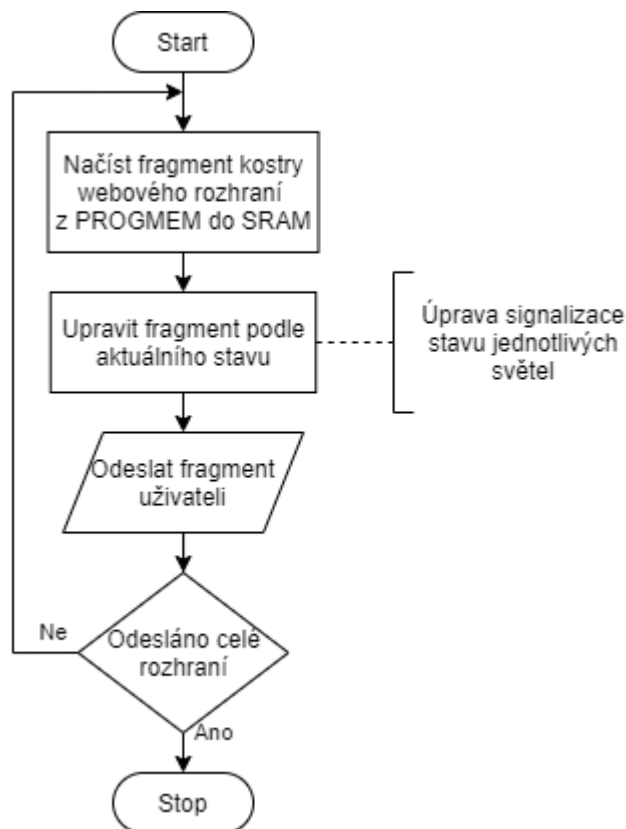 Start
Načíst fragment kostry
webového rozhraní
z PROGMEM do SRAM
Upravit fragment podle
aktuálního stavu
Úprava signalizace
stavu jednotlivých
světel
Odeslat fragment
uživateli
Ne
Odesláno celé
rozhraní
Ano
Stop